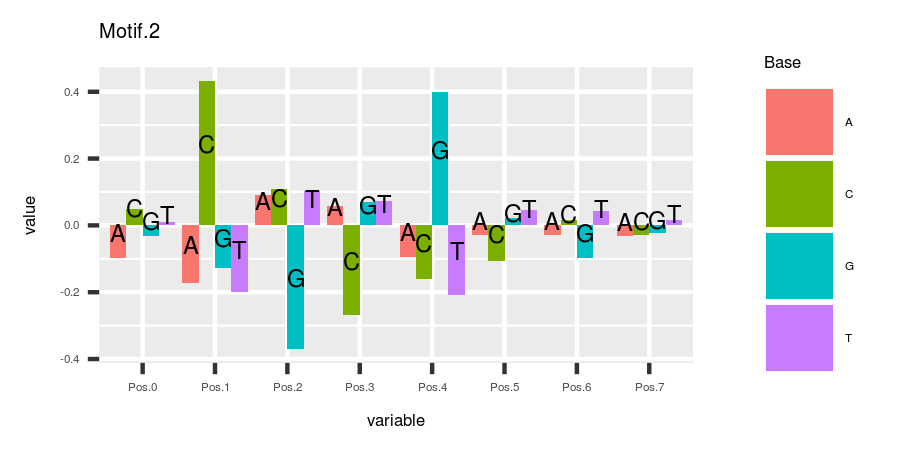 Motif.2
value
0.4
0.2
0.0
-0.2
-0.4
A C G T
A C G T
A C G T
A C G T
A C G T
A C G T
A C G T
A C G T
Pos.0 Pos.1 Pos.2 Pos.3 Pos.4 Pos.5 Pos.6 Pos.7
variable
Base
A
C
G
T